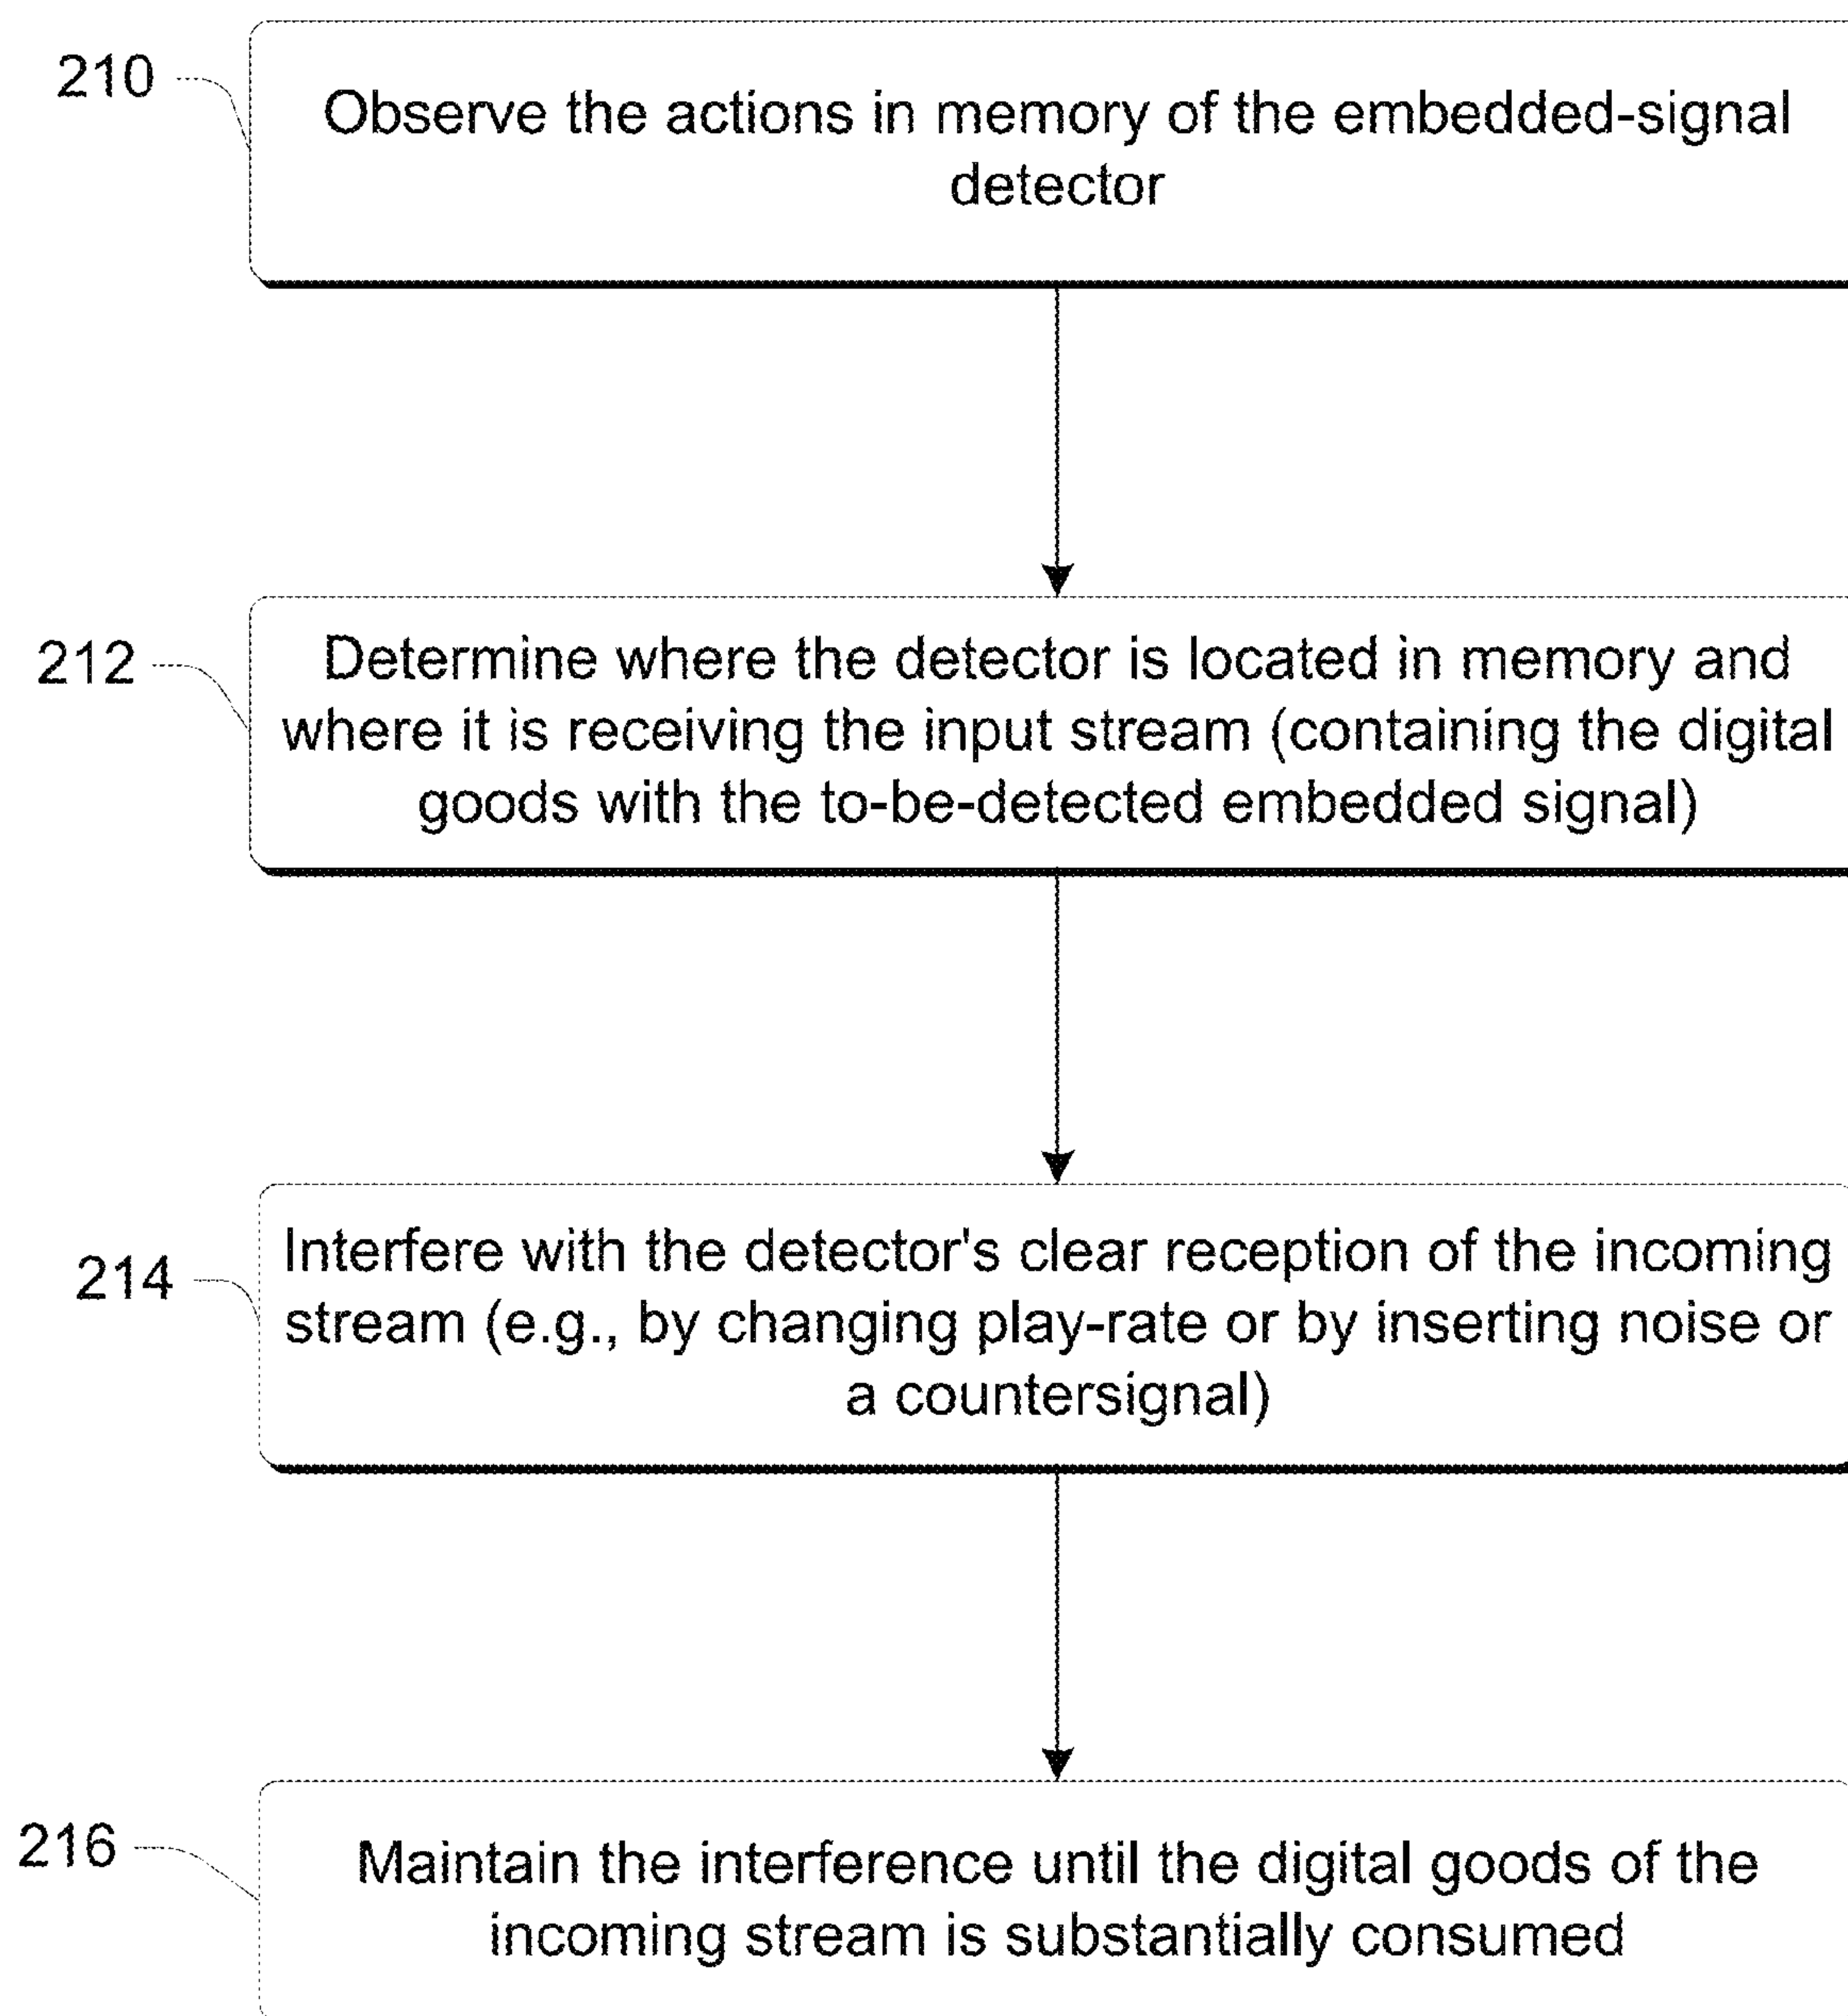 210
Observe the actions in memory of the embedded-signal
detector
212
Determine where the detector is located in memory and
where it is receiving the input stream (containing the digital
goods with the to-be-detected embedded signal)
214
Interfere with the detector's clear reception of the incoming
stream (e.g., by changing play-rate or by inserting noise or
a countersignal)
216
Maintain the interference until the digital goods of the
incoming stream is substantially consumed